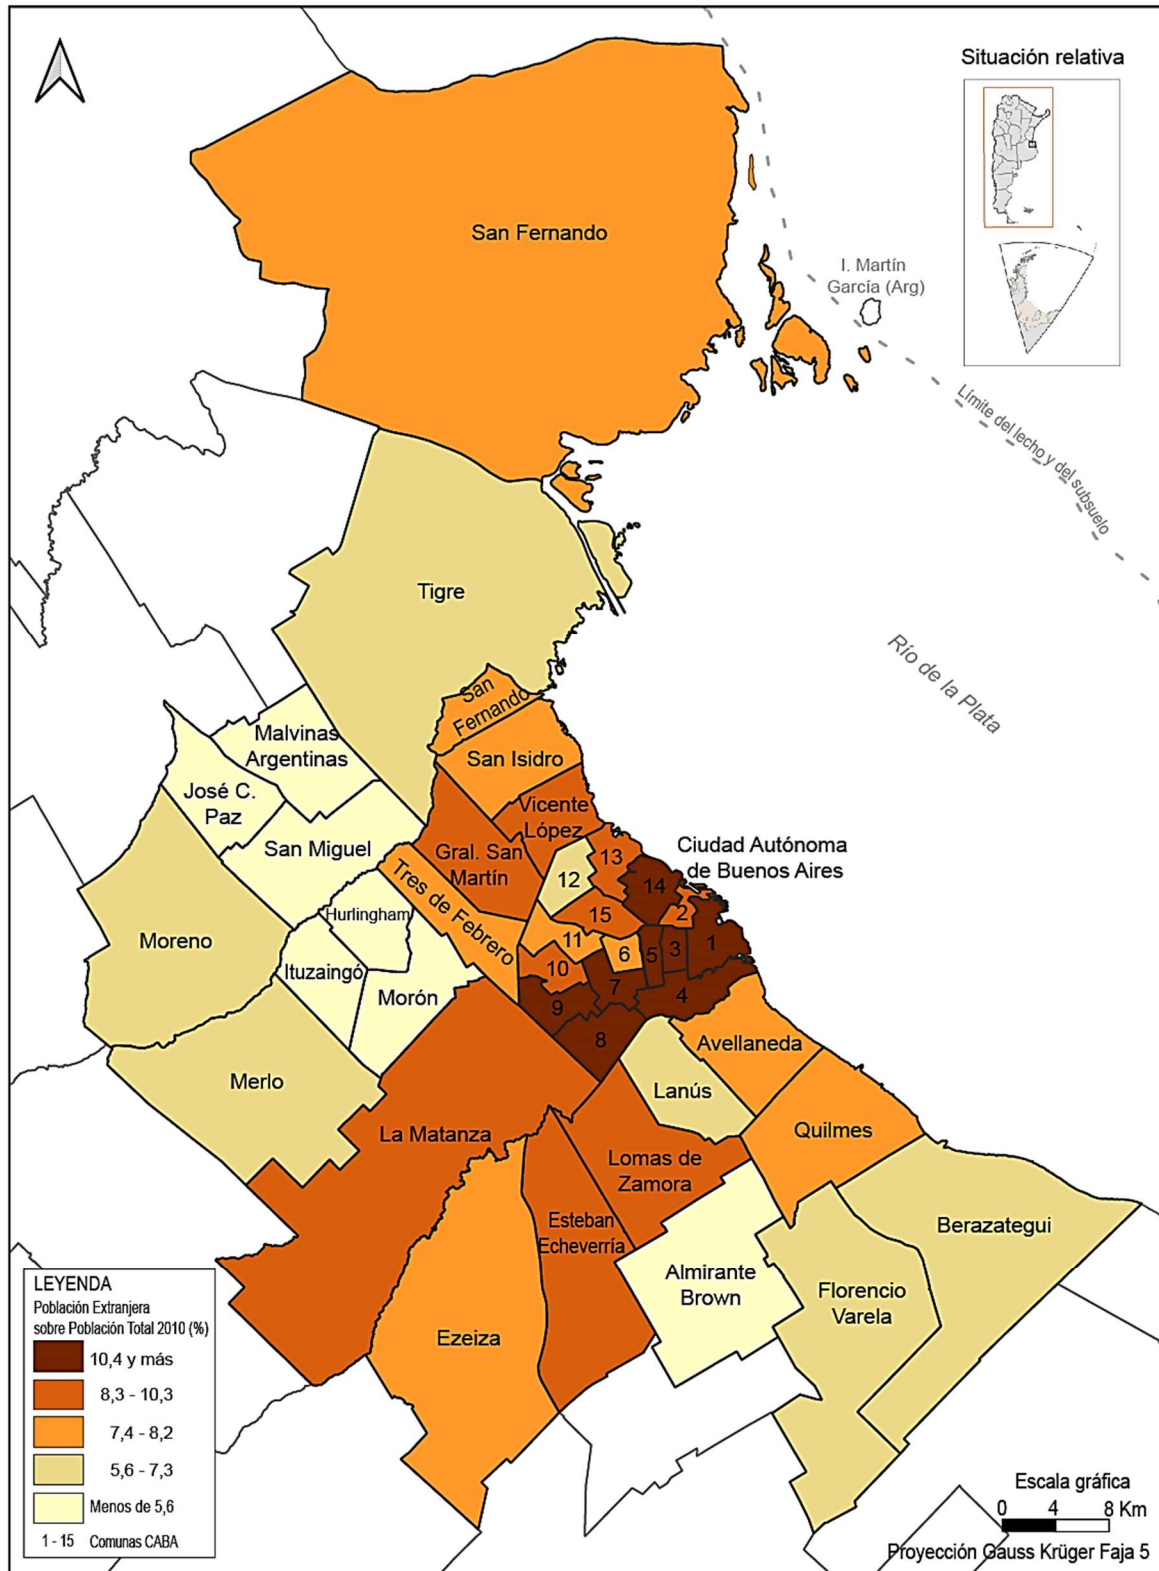 Situación relativa
San Fernando
I. Martín
García (Arg)
Límite del lecho y del subsuelo
Tigre
Río de la Plata
San
Fernando
Malvinas
Argentinas
San Isidro
José C.
Paz
Vicente
López
San Miguel
Gral. San
Martín
Ciudad Autónoma
de Buenos Aires
13
12
14
Tres de Febrero
Hurlingham
15
2
Moreno
11
6
5
3
1
Ituzaingó
10
7
Morón
9
4
8
Avellaneda
Merlo
Lanús
La Matanza
Quilmes
Lomas de
Zamora
Esteban
Echeverría
Berazategui
Almirante
Brown
Florencio
Varela
Ezeiza
LEYENDA
Población Extranjera
sobre Población Total 2010 (%)
10,4 y más
8,3 - 10,3
7,4 - 8,2
5,6 - 7,3
Menos de 5,6
1 - 15 Comunas CABA
Escala gráfica
0 4 8 Km
Proyección Gauss Krüger Faja 5